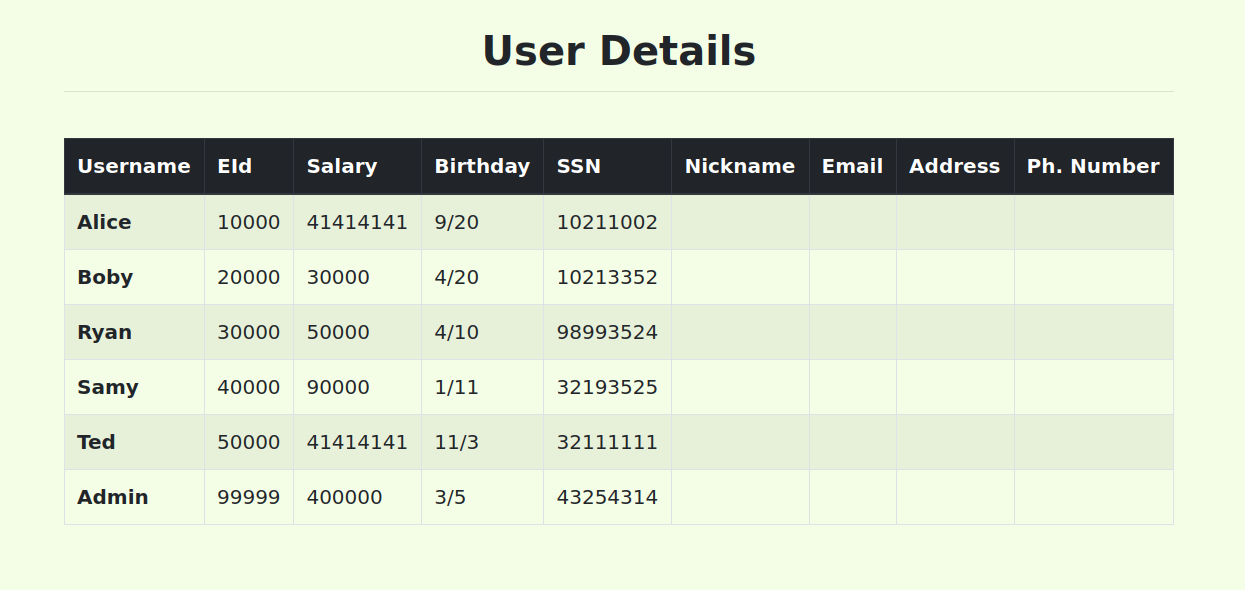 User Details
Username EId Salary Birthday SSN Nickname Email Address Ph. Number
Alice 10000 41414141 9/20 10211002
Boby 20000 30000 4/20 10213352
Ryan 30000 50000 4/10 98993524
Samy 40000 90000 1/11 32193525
Ted 50000 41414141 11/3 32111111
Admin 99999 400000 3/5 43254314